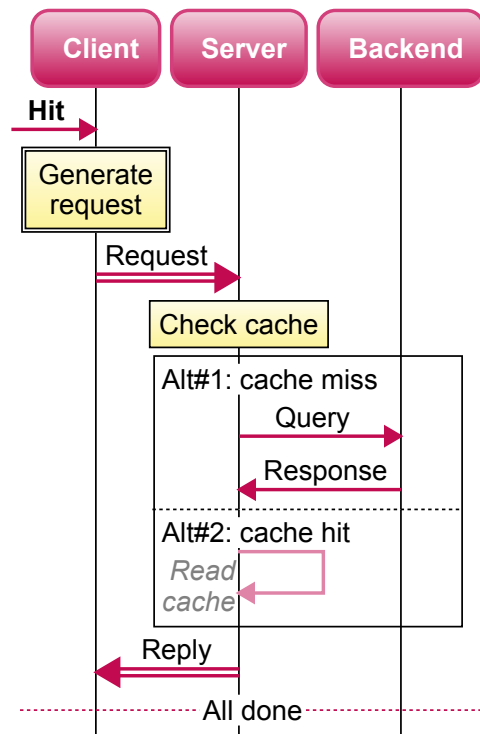 Client Server Backend
Hit
Generate
request
Request
Check cache
Alt#1: cache miss
Query
Response
Alt#2: cache hit
Read
cache
Reply
All done